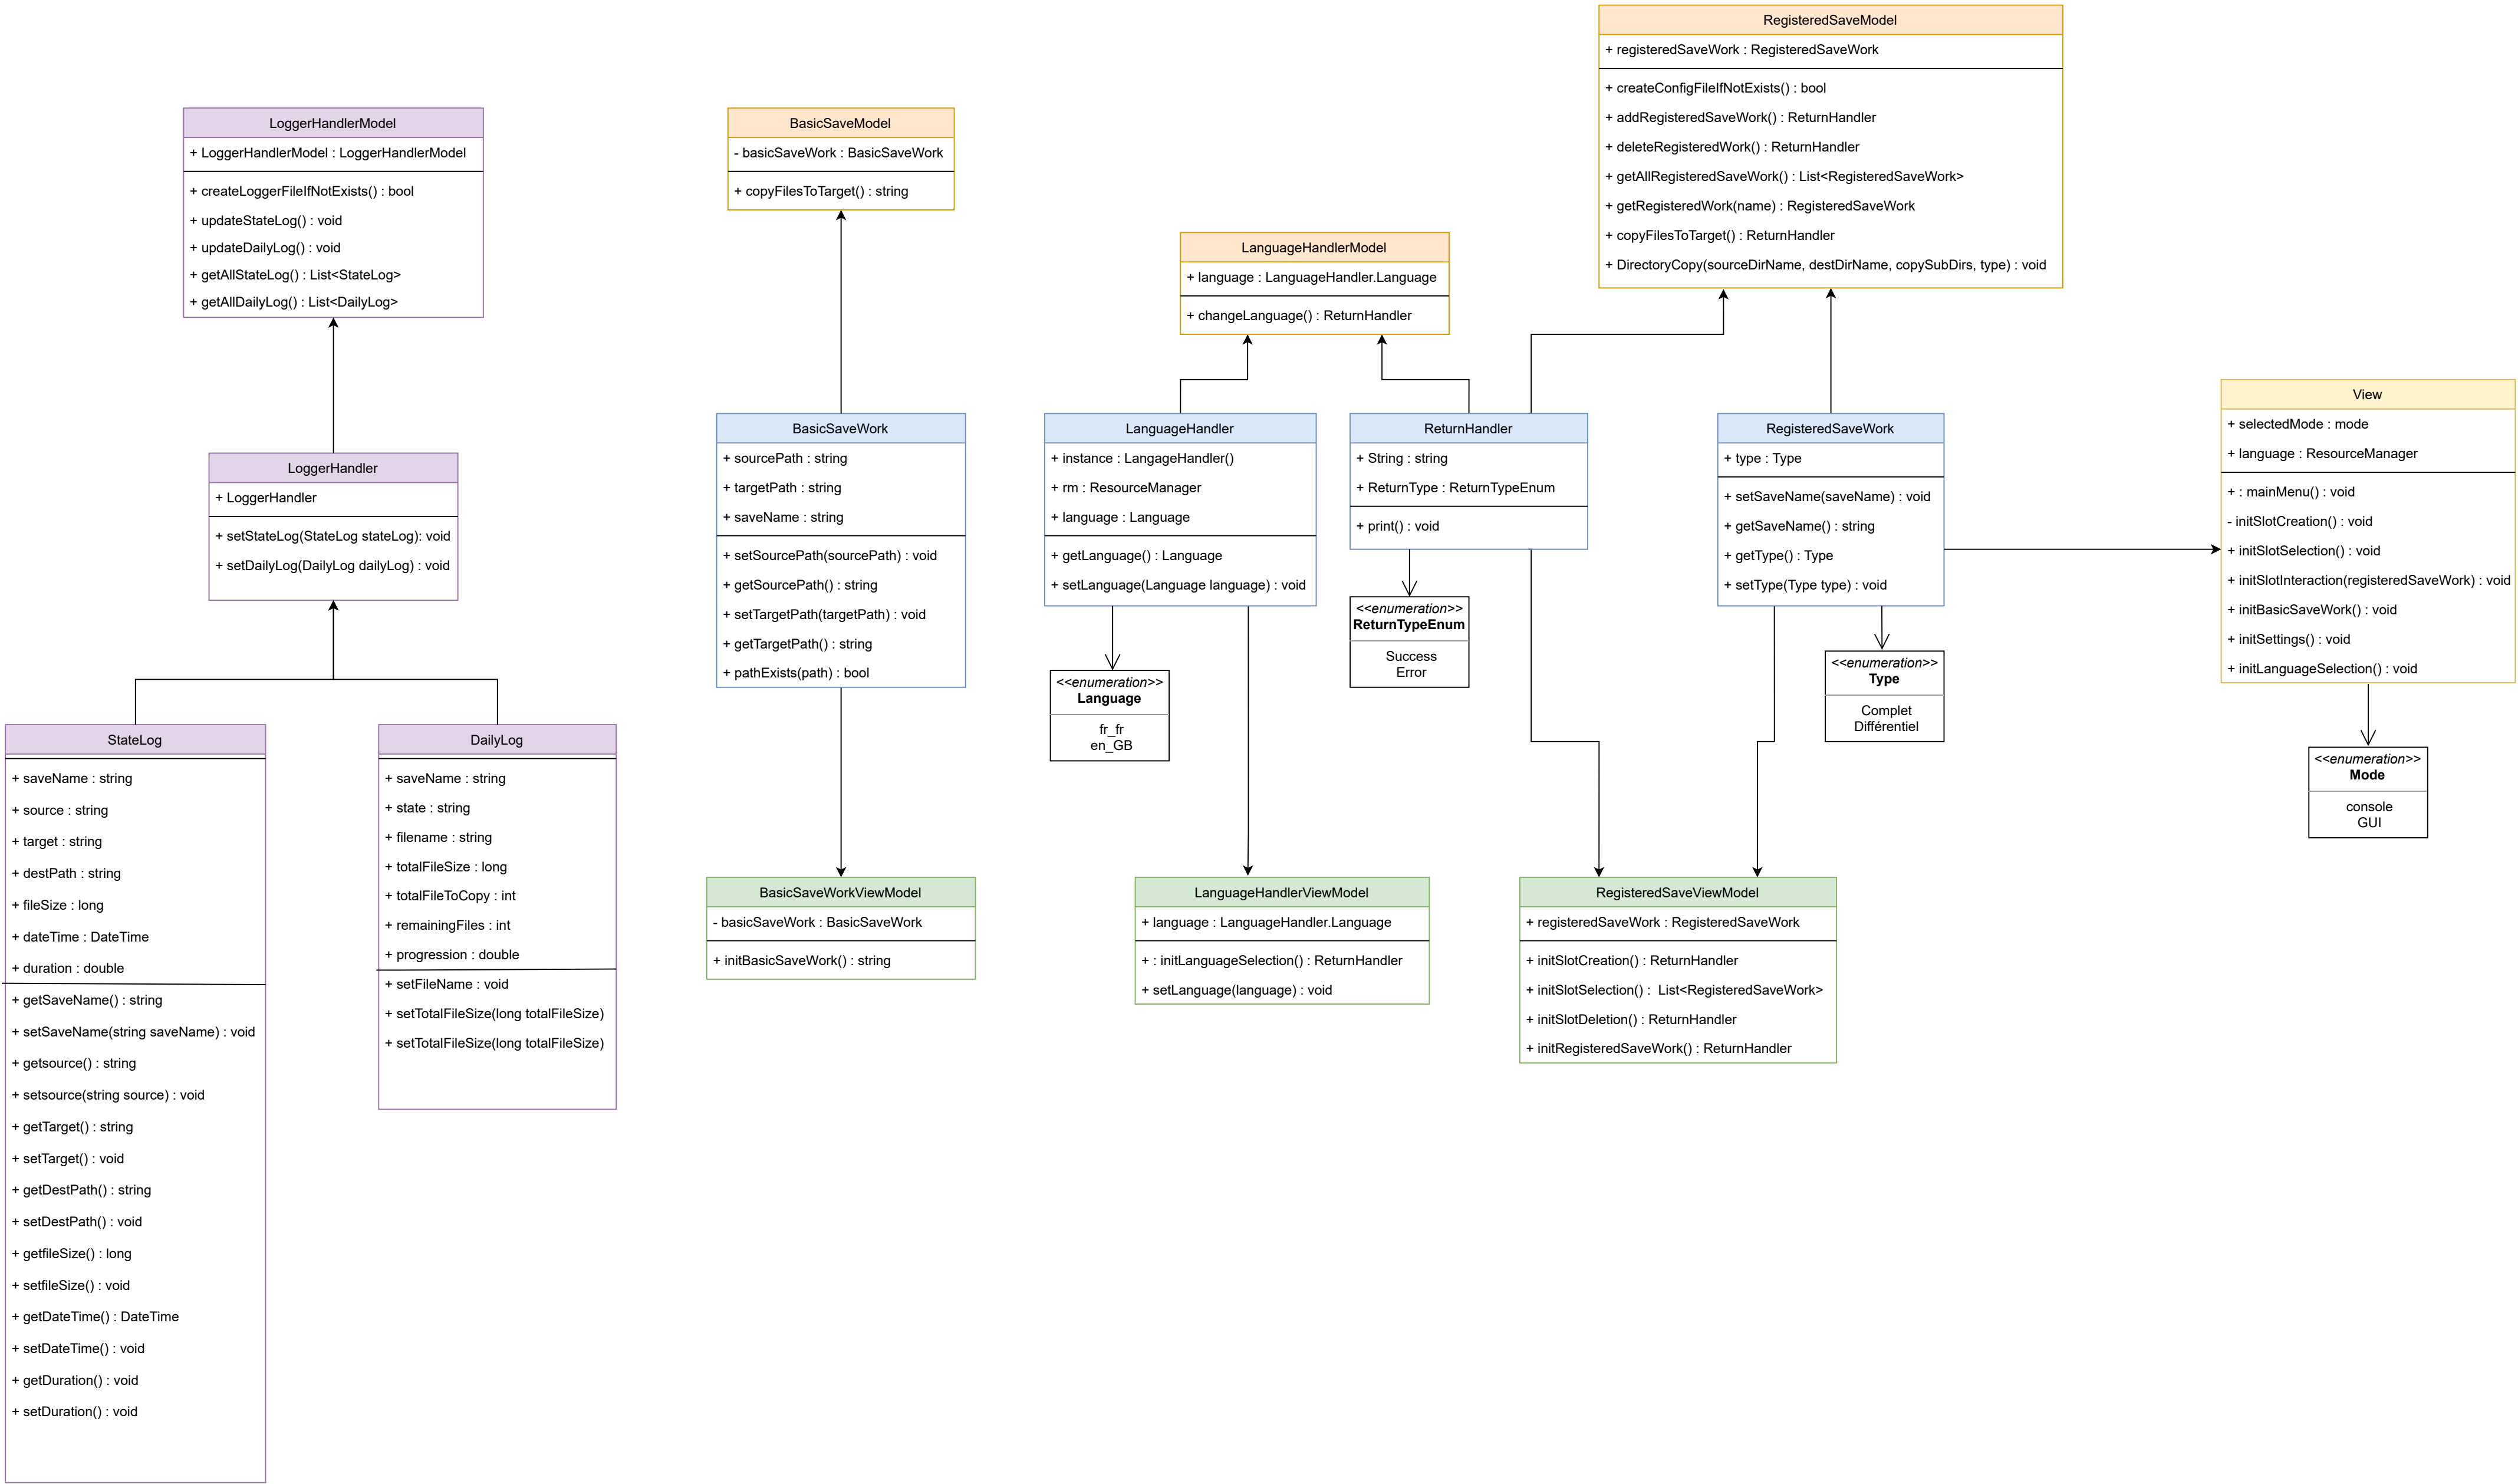 RegisteredSaveModel
+ registeredSaveWork : RegisteredSaveWork
+ createConfigFileIfNotExists() : bool
+ addRegisteredSaveWork() : ReturnHandler
+ deleteRegisteredWork() : ReturnHandler
+ getAllRegisteredSaveWork() : List<RegisteredSaveWork>
+ getRegisteredWork(name) : RegisteredSaveWork
+ copyFilesToTarget() : ReturnHandler
+ DirectoryCopy(sourceDirName, destDirName, copySubDirs, type) : void
LoggerHandlerModel
+ LoggerHandlerModel : LoggerHandlerModel
+ createLoggerFileIfNotExists() : bool
+ updateStateLog() : void
+ updateDailyLog() : void
+ getAllStateLog() : List<StateLog>
+ getAllDailyLog() : List<DailyLog>
BasicSaveModel
- basicSaveWork : BasicSaveWork
+ copyFilesToTarget() : string
LanguageHandlerModel
+ language : LanguageHandler.Language
+ changeLanguage() : ReturnHandler
LoggerHandler
+ LoggerHandler
+ setStateLog(StateLog stateLog): void
+ setDailyLog(DailyLog dailyLog) : void
BasicSaveWork
+ sourcePath : string
+ targetPath : string
+ saveName : string
+ setSourcePath(sourcePath) : void
+ getSourcePath() : string
+ setTargetPath(targetPath) : void
+ getTargetPath() : string
+ pathExists(path) : bool
LanguageHandler
+ instance : LangageHandler()
+ rm : ResourceManager
+ language : Language
+ getLanguage() : Language
+ setLanguage(Language language) : void
ReturnHandler
+ String : string
+ ReturnType : ReturnTypeEnum
+ print() : void
RegisteredSaveWork
+ type : Type
+ setSaveName(saveName) : void
+ getSaveName() : string
+ getType() : Type
+ setType(Type type) : void
View
+ selectedMode : mode
+ language : ResourceManager
+ : mainMenu() : void
- initSlotCreation() : void
+ initSlotSelection() : void
+ initSlotInteraction(registeredSaveWork) : void
+ initBasicSaveWork() : void
+ initSettings() : void
+ initLanguageSelection() : void
<<enumeration>>
Language
fr_fr
en_GB
<<enumeration>>
ReturnTypeEnum
Success
Error
<<enumeration>>
Type
Complet
Différentiel
<<enumeration>>
Mode
console
GUI
StateLog
+ saveName : string
+ source : string
+ target : string
+ destPath : string
+ fileSize : long
+ dateTime : DateTime
+ duration : double
+ getSaveName() : string
+ setSaveName(string saveName) : void
+ getsource() : string
+ setsource(string source) : void
+ getTarget() : string
+ setTarget() : void
+ getDestPath() : string
+ setDestPath() : void
+ getfileSize() : long
+ setfileSize() : void
+ getDateTime() : DateTime
+ setDateTime() : void
+ getDuration() : void
+ setDuration() : void
DailyLog
+ saveName : string
+ state : string
+ filename : string
+ totalFileSize : long
+ totalFileToCopy : int
+ remainingFiles : int
+ progression : double
+ setFileName : void
+ setTotalFileSize(long totalFileSize)
+ setTotalFileSize(long totalFileSize)
BasicSaveWorkViewModel
- basicSaveWork : BasicSaveWork
+ initBasicSaveWork() : string
LanguageHandlerViewModel
+ language : LanguageHandler.Language
+ : initLanguageSelection() : ReturnHandler
+ setLanguage(language) : void
RegisteredSaveViewModel
+ registeredSaveWork : RegisteredSaveWork
+ initSlotCreation() : ReturnHandler
+ initSlotSelection() :  List<RegisteredSaveWork>
+ initSlotDeletion() : ReturnHandler
+ initRegisteredSaveWork() : ReturnHandler